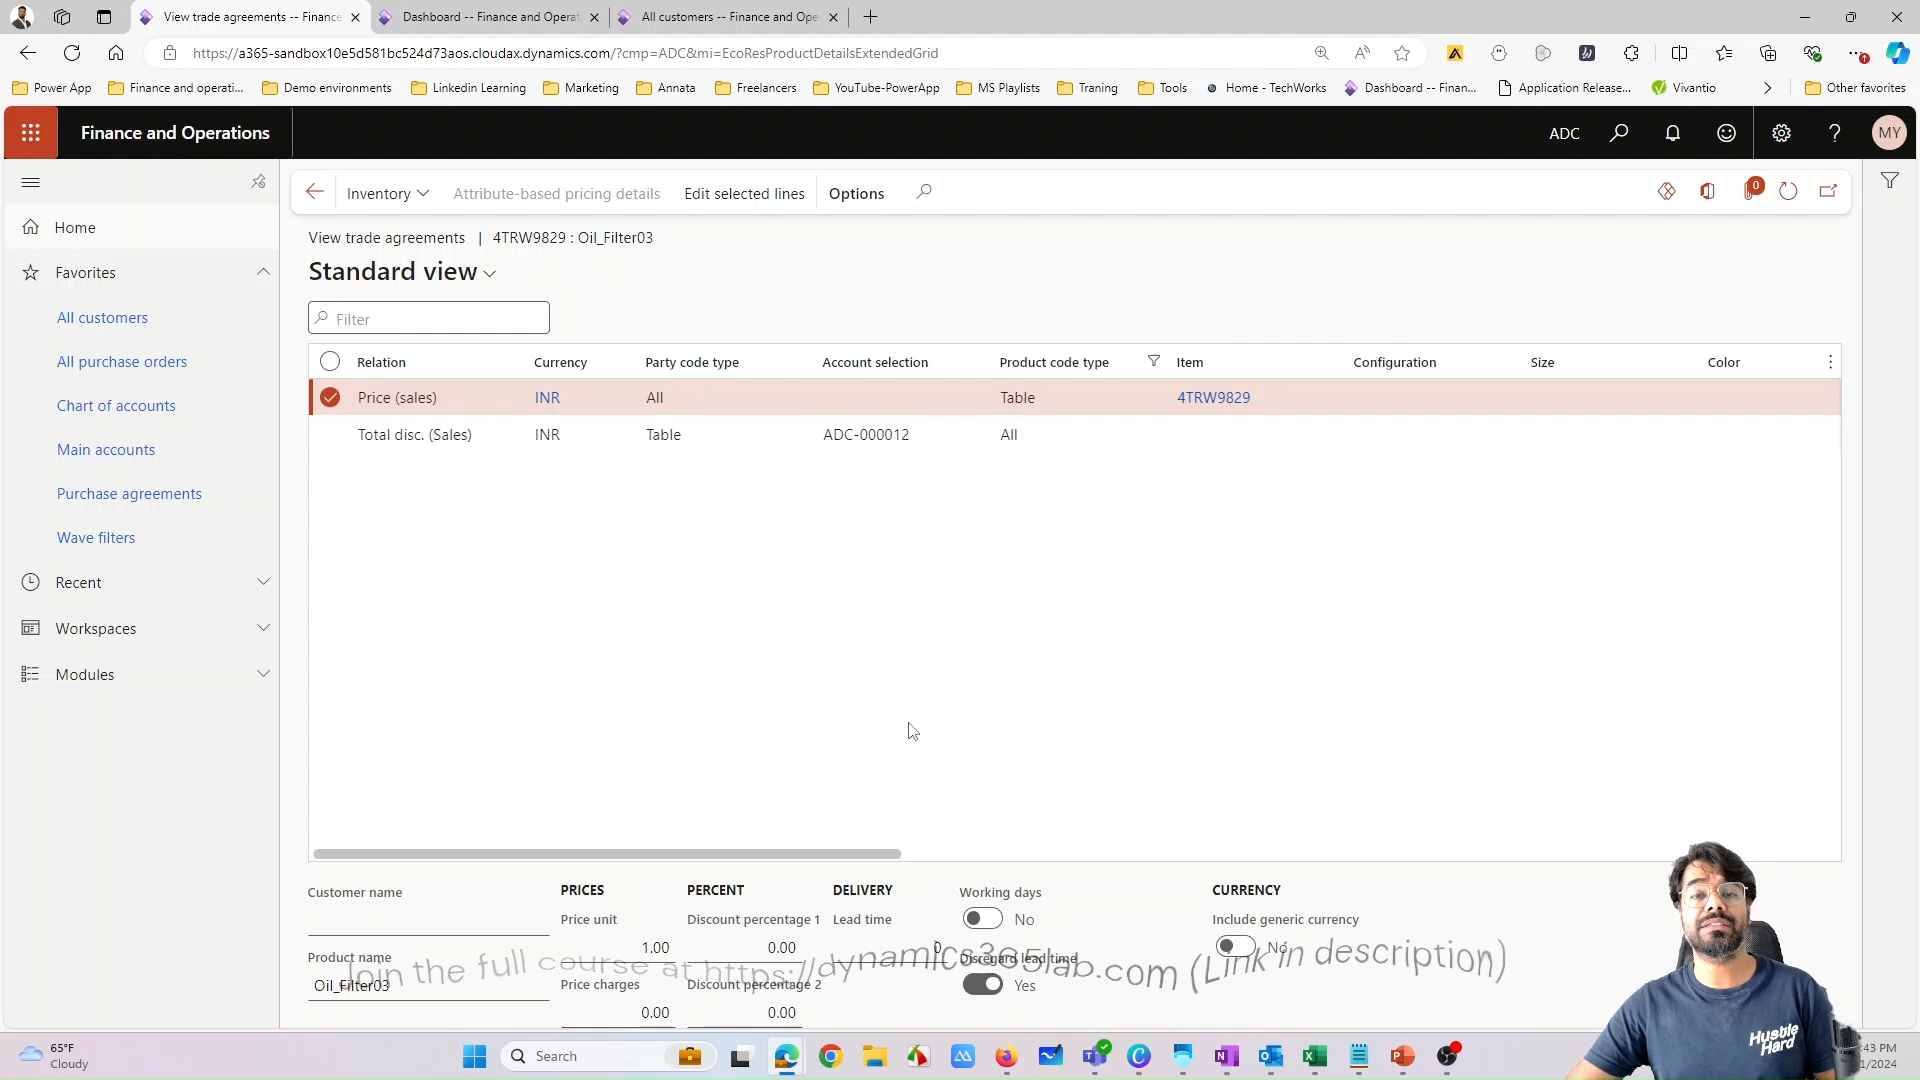 View trade agreements -- Finance
Dashboard -- Finance and Operat
All customers -- Finance and Ope
https://a365-sandbox10e5d581bc524d73aos.cloudax.dynamics.com/?cmp=ADC&mi=EcoResProductDetailsExtendedGrid
Power App
Finance and operati...
Demo environments
Linkedin Learning
Marketing
Annata
Freelancers
YouTube-PowerApp
MS Playlists
Traning
Tools
Home - TechWorks
Dashboard -- Finan...
Application Release...
Vivantio
Other favorites
Finance and Operations
ADC
MY
Inventory
Attribute-based pricing details
Edit selected lines
Options
0
Home
Favorites
All customers
All purchase orders
Chart of accounts
Main accounts
Purchase agreements
Wave filters
Recent
Workspaces
Modules
View trade agreements | 4TRW9829 : Oil_Filter03
Standard view
Filter
Relation Currency Party code type Account selection Product code type Item Configuration Size Color
Price (sales) INR All Table 4TRW9829
Total disc. (Sales) INR Table ADC-000012 All
Customer name
Product name
Oil_Filter03
PRICES
Price unit
1.00
Price charges
0.00
PERCENT
Discount percentage 1
0.00
Discount percentage 2
0.00
DELIVERY
Lead time
0
Working days
No
Disregard lead time
Yes
CURRENCY
Include generic currency
No
Join the full course at https://dynamics365lab.com (Link in description)
Hustle
Hard
65°F
Cloudy
Search
:43 PM
1/2024